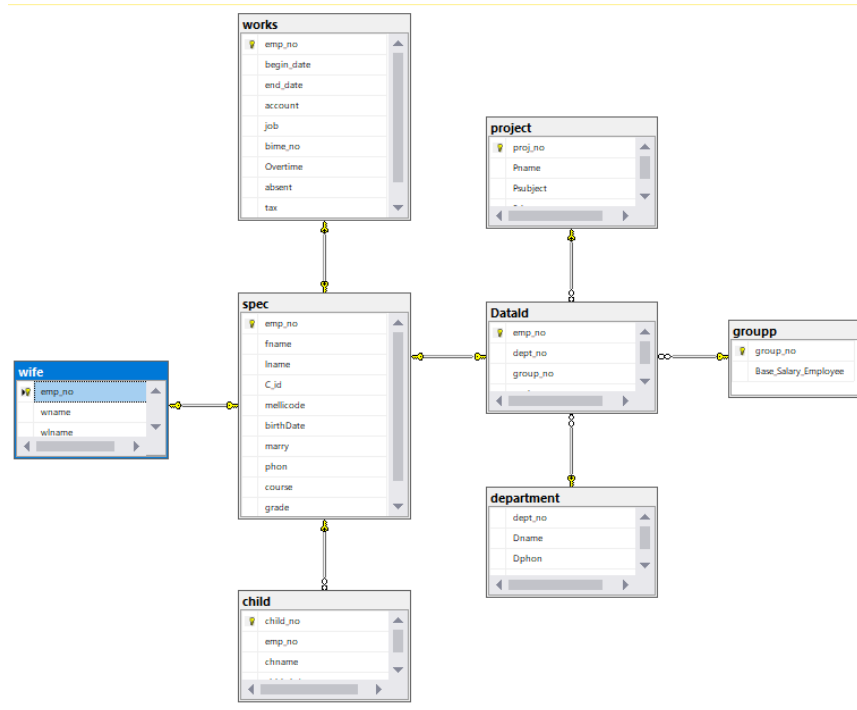 works
emp_no
begin_date
end_date
account
job
bime_no
Overtime
absent
tax
project
proj_no
Pname
Psubject
spec
emp_no
fname
lname
C_id
mellicode
birthDate
marry
phon
course
grade
DataId
emp_no
dept_no
group_no
groupp
group_no
Base_Salary_Employee
wife
emp_no
wname
wlname
department
dept_no
Dname
Dphon
child
child_no
emp_no
chname